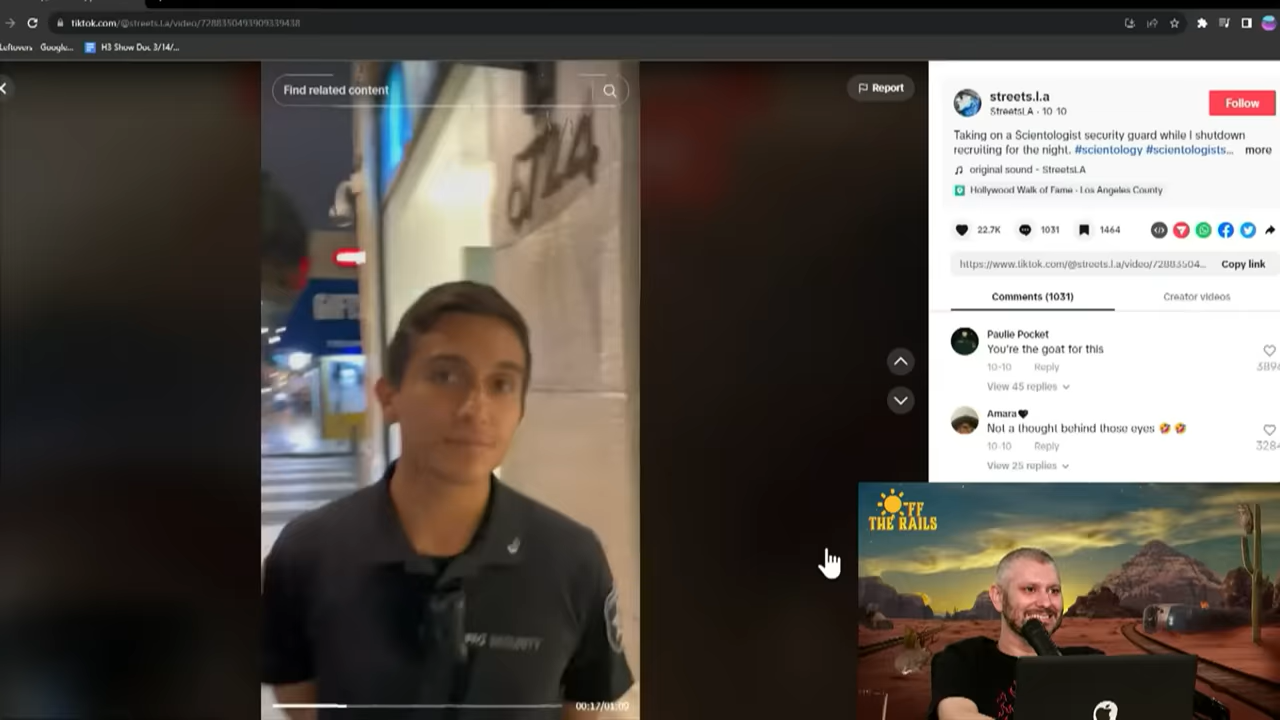 tiktok.com/@streets.l.a/video/7288350493909339438
Leftovers Google... H3 Show Doc 3/14/...
Find related content
Report
6724
SECURITY
00:17/01:09
streets.l.a
StreetsLA · 10-10
Follow
Taking on a Scientologist security guard while I shutdown
recruiting for the night. #scientology #scientologists... more
original sound - StreetsLA
Hollywood Walk of Fame · Los Angeles County
22.7K 1031 1464
https://www.tiktok.com/@streets.l.a/video/72883504... Copy link
Comments (1031) Creator videos
Paulie Pocket
You're the goat for this
10-10 Reply
View 45 replies
Amara🖤
Not a thought behind those eyes 🤣 🤣
10-10 Reply
View 25 replies
OFF
THE RAILS